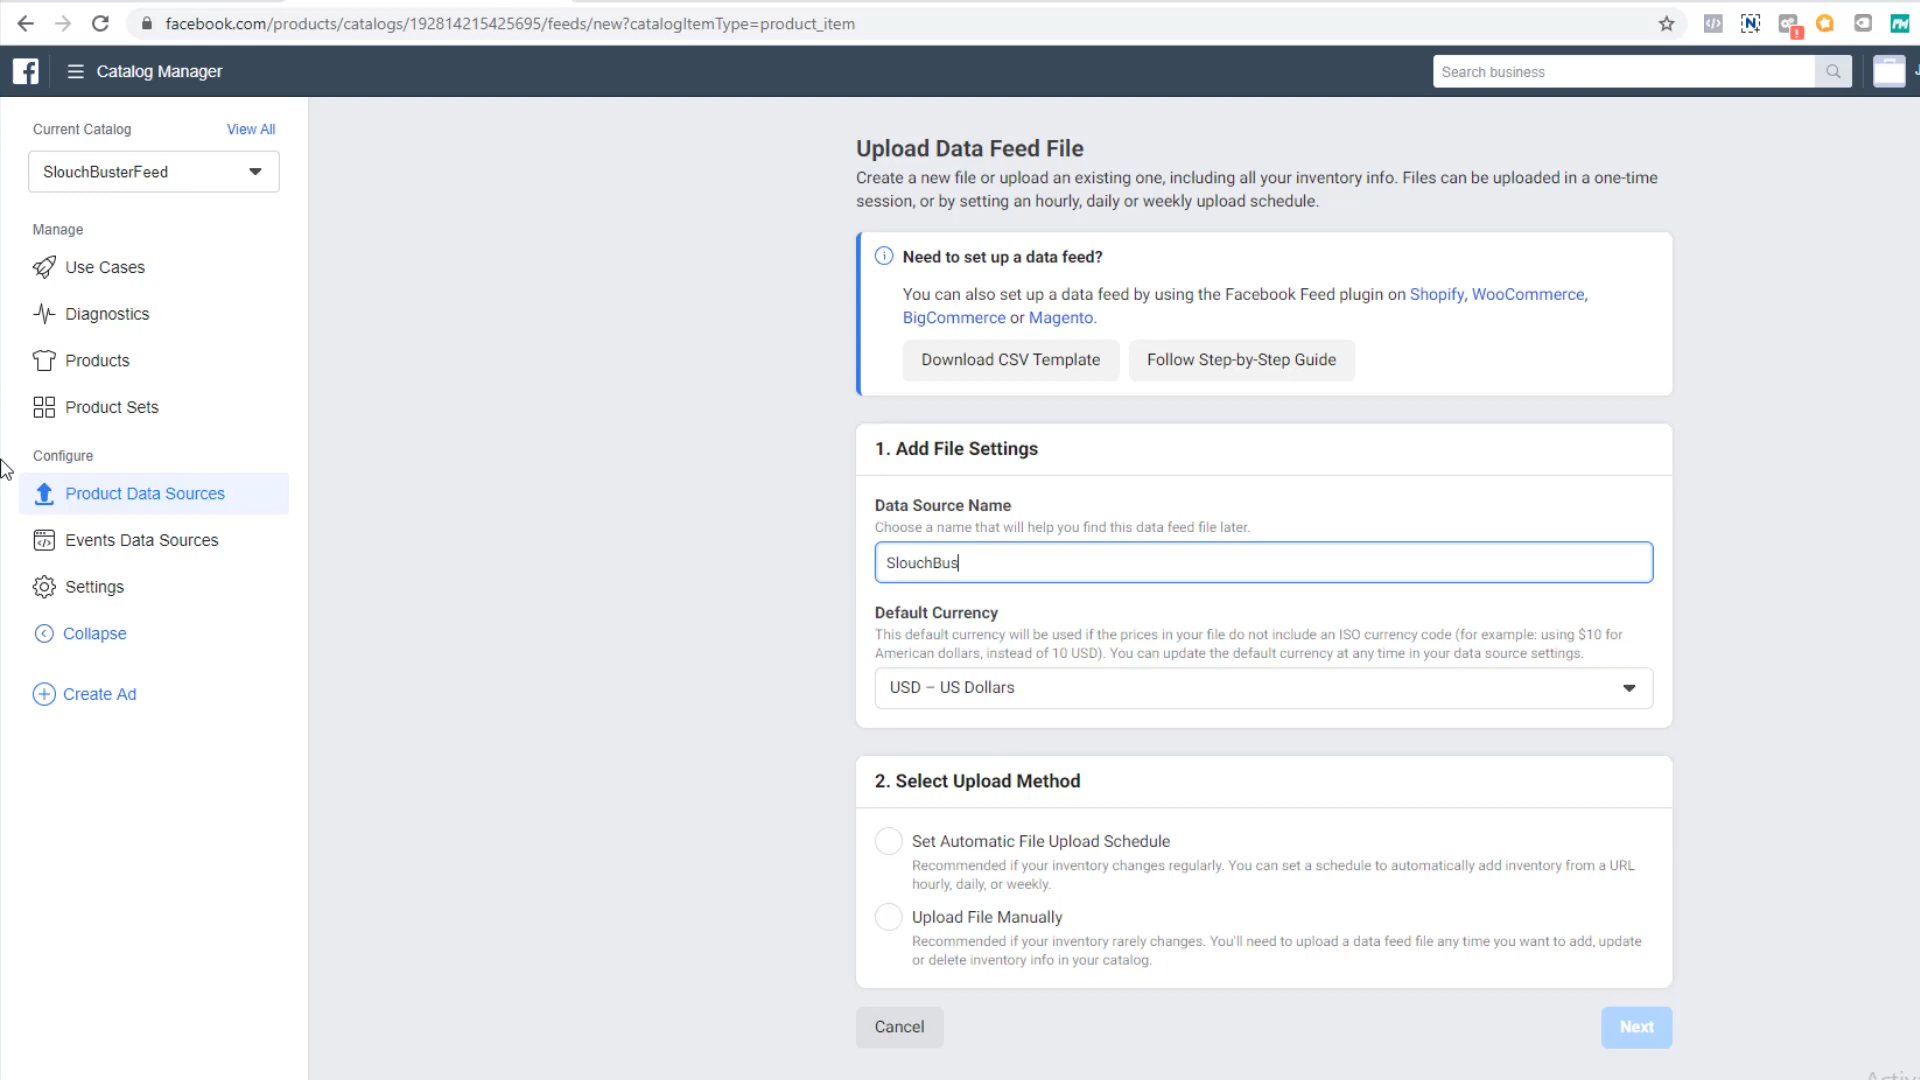 facebook.com/products/catalogs/192814215425695/feeds/new?catalogItemType=product_item
Catalog Manager
Search business
Current Catalog
View All
SlouchBusterFeed
Manage
Use Cases
Diagnostics
Products
Product Sets
Configure
Product Data Sources
Events Data Sources
Settings
Collapse
Create Ad
Upload Data Feed File
Create a new file or upload an existing one, including all your inventory info. Files can be uploaded in a one-time
session, or by setting an hourly, daily or weekly upload schedule.
Need to set up a data feed?
You can also set up a data feed by using the Facebook Feed plugin on Shopify, WooCommerce,
BigCommerce or Magento.
Download CSV Template
Follow Step-by-Step Guide
1. Add File Settings
Data Source Name
Choose a name that will help you find this data feed file later.
SlouchBus
Default Currency
This default currency will be used if the prices in your file do not include an ISO currency code (for example: using $10 for
American dollars, instead of 10 USD). You can update the default currency at any time in your data source settings.
USD – US Dollars
2. Select Upload Method
Set Automatic File Upload Schedule
Recommended if your inventory changes regularly. You can set a schedule to automatically add inventory from a URL
hourly, daily, or weekly.
Upload File Manually
Recommended if your inventory rarely changes. You'll need to upload a data feed file any time you want to add, update
or delete inventory info in your catalog.
Cancel
Next